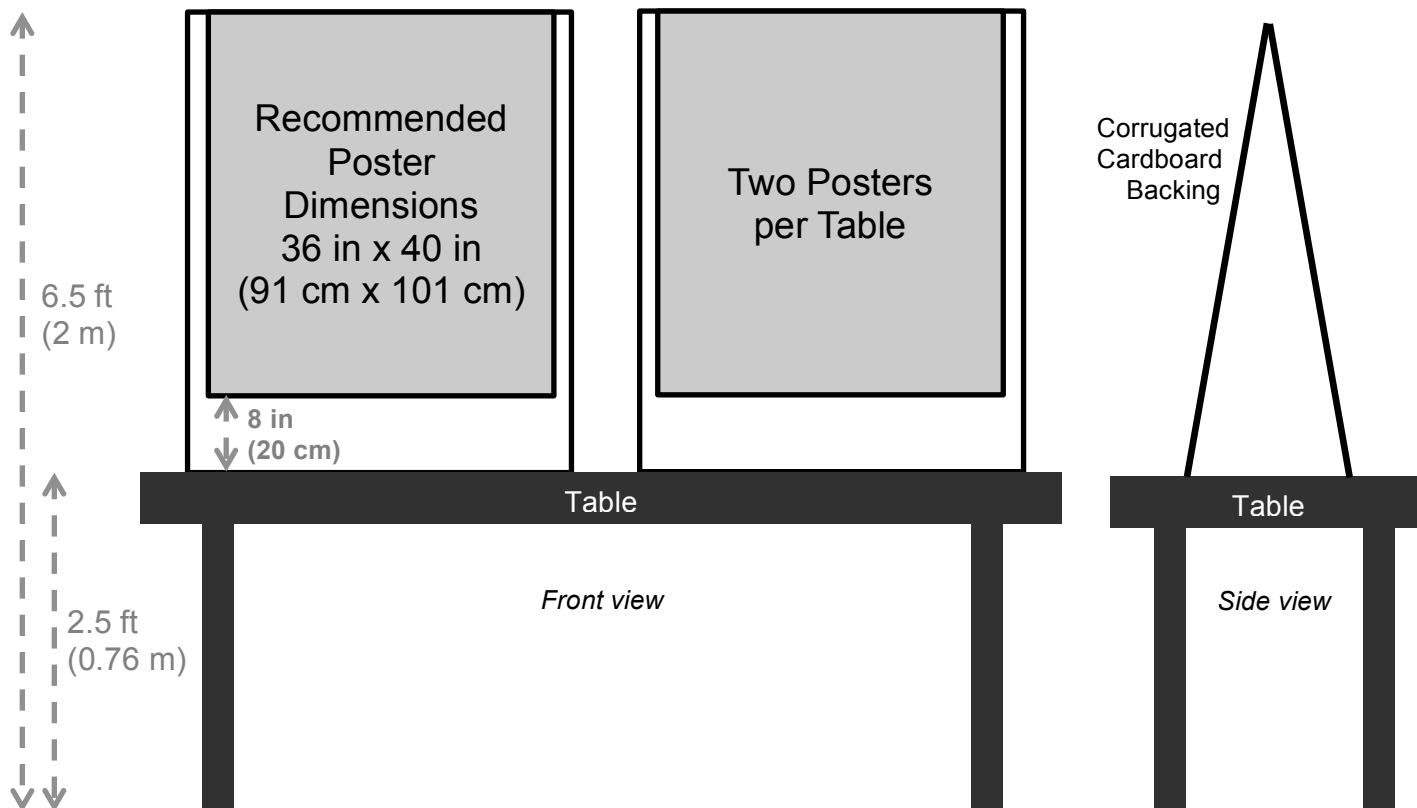 Recommended
Poster
Dimensions
36 in x 40 in
(91 cm x 101 cm)
Two Posters
per Table
Corrugated
Cardboard
Backing
6.5 ft
(2 m)
8 in
(20 cm)
Table
Table
2.5 ft
(0.76 m)
Front view
Side view